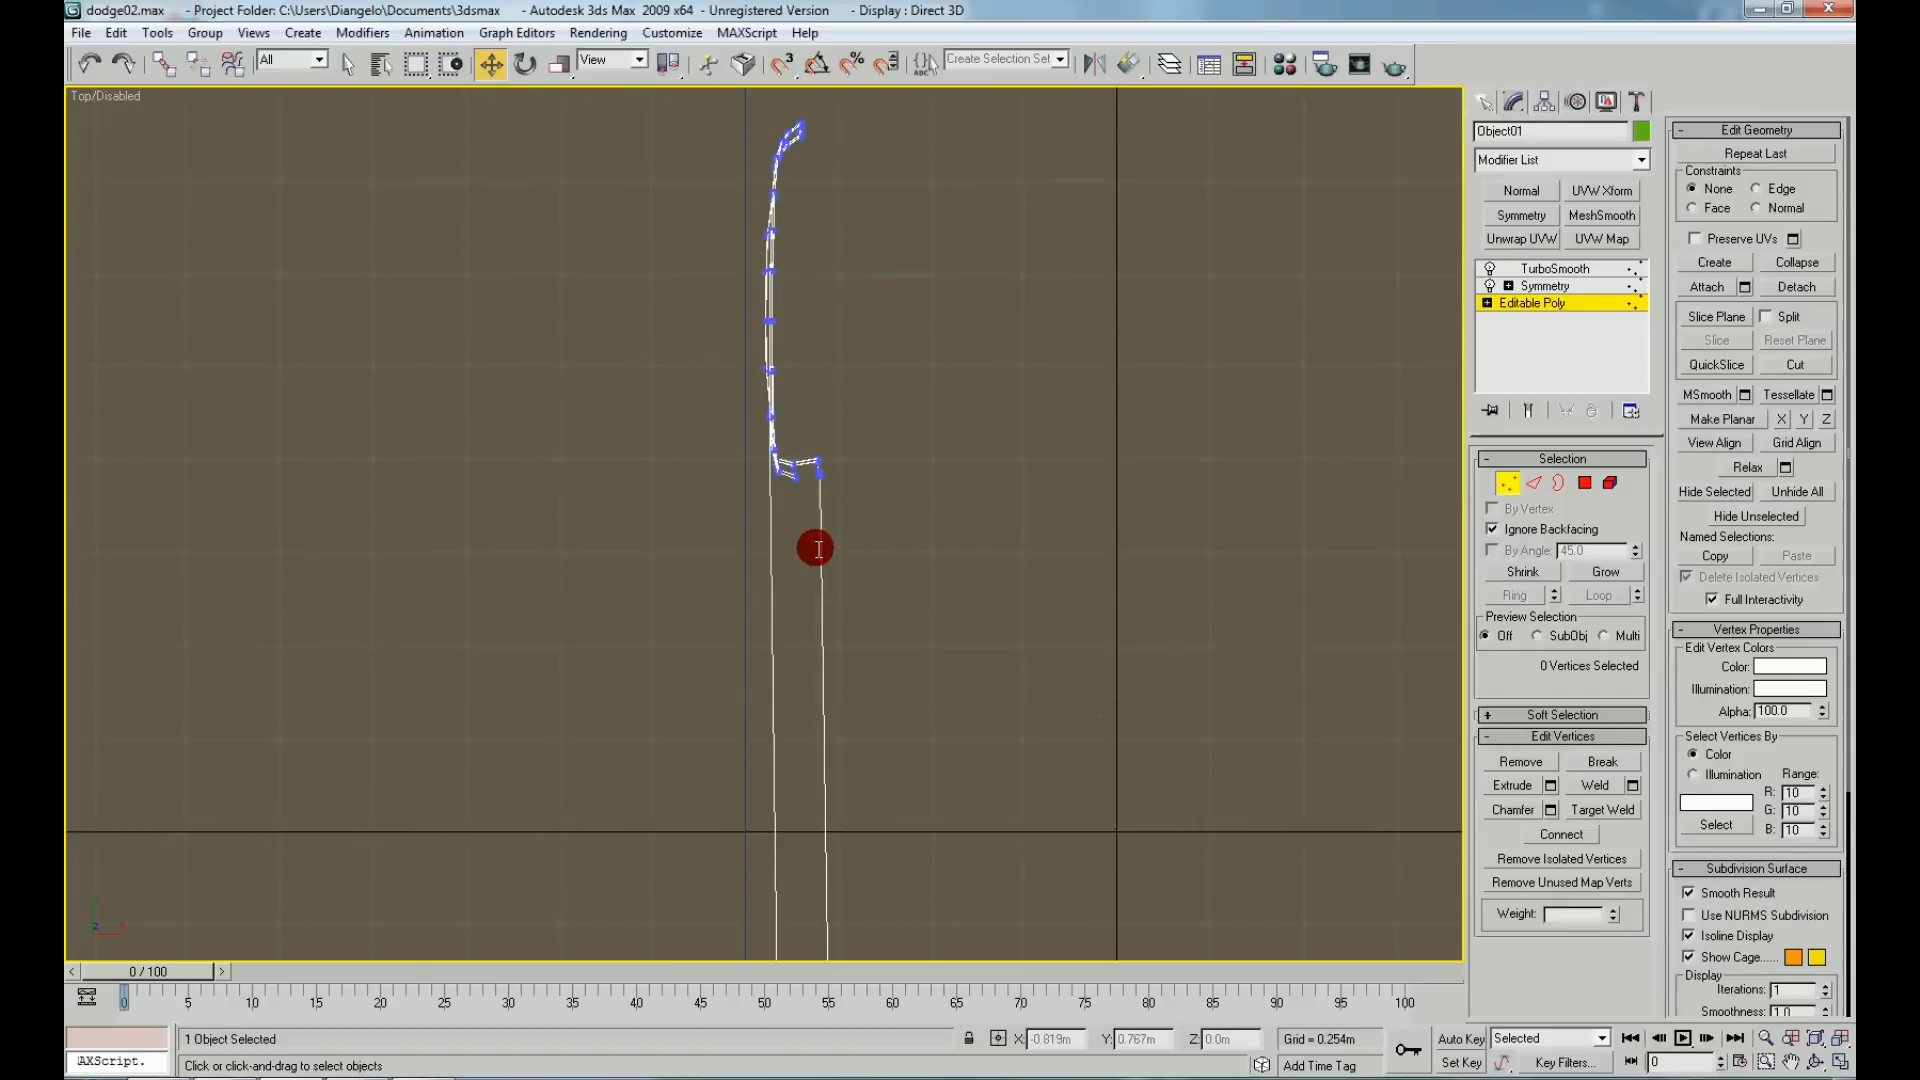 dodge02.max - Project Folder: C:\Users\Diangelo\Documents\3dsmax - Autodesk 3ds Max 2009 x64 - Unregistered Version - Display : Direct 3D
File Edit Tools Group Views Create Modifiers Animation Graph Editors Rendering Customize MAXScript Help
All View Create Selection Set
Top/Disabled
Object01
Modifier List
Normal UVW Xform
Symmetry MeshSmooth
Unwrap UVW UVW Map
TurboSmooth
Symmetry
Editable Poly
- Selection
By Vertex
Ignore Backfacing
By Angle: 45.0
Shrink Grow
Ring Loop
Preview Selection
Off SubObj Multi
0 Vertices Selected
+ Soft Selection
- Edit Vertices
Remove Break
Extrude Weld
Chamfer Target Weld
Connect
Remove Isolated Vertices
Remove Unused Map Verts
Weight:
- Edit Geometry
Repeat Last
Constraints
None Edge
Face Normal
Preserve UVs
Create Collapse
Attach Detach
Slice Plane Split
Slice Reset Plane
QuickSlice Cut
MSmooth Tessellate
Make Planar X Y Z
View Align Grid Align
Relax
Hide Selected Unhide All
Hide Unselected
Named Selections:
Copy Paste
Delete Isolated Vertices
Full Interactivity
- Vertex Properties
Edit Vertex Colors
Color:
Illumination:
Alpha: 100.0
Select Vertices By
Color
Illumination Range:
R: 10
G: 10
Select B: 10
- Subdivision Surface
Smooth Result
Use NURMS Subdivision
Isoline Display
Show Cage......
Display
Iterations: 1
Smoothness: 1.0
z x
< 0 / 100 >
0 5 10 15 20 25 30 35 40 45 50 55 60 65 70 75 80 85 90 95 100
1 Object Selected X: -0.819m Y: 0.767m Z: 0.0m Grid = 0.254m Auto Key Selected
AXScript. Click or click-and-drag to select objects Add Time Tag Set Key Key Filters... 0